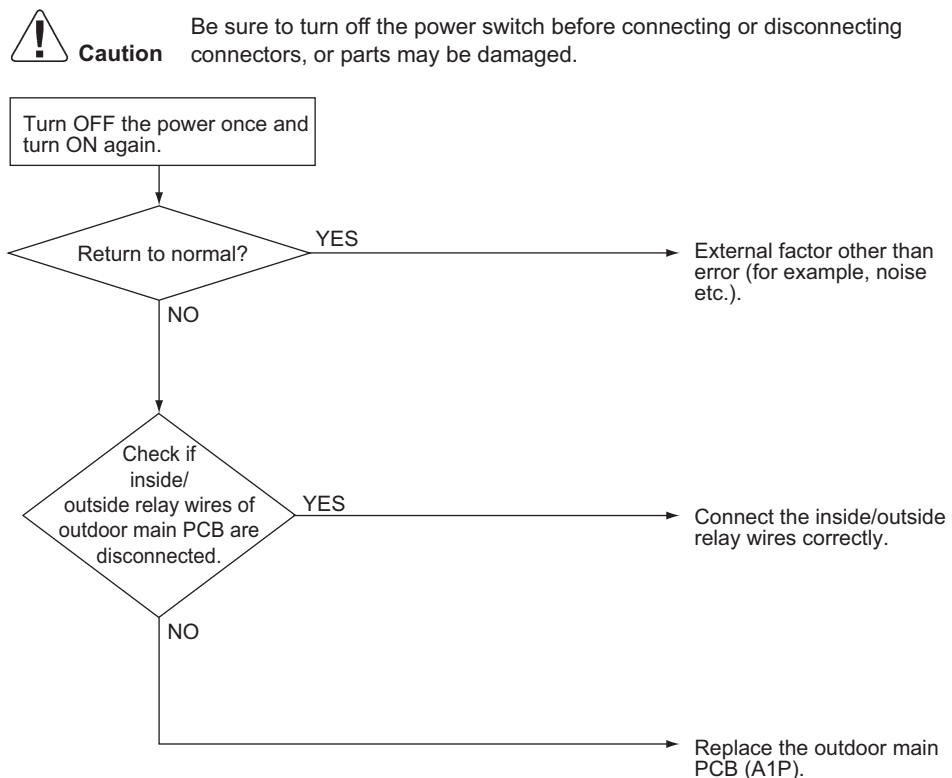 Be sure to turn off the power switch before connecting or disconnecting
Caution connectors, or parts may be damaged.
Turn OFF the power once and
turn ON again.
Return to normal?
YES
External factor other than
error (for example, noise
etc.).
NO
Check if
inside/
outside relay wires of
outdoor main PCB are
disconnected.
YES
Connect the inside/outside
relay wires correctly.
NO
Replace the outdoor main
PCB (A1P).